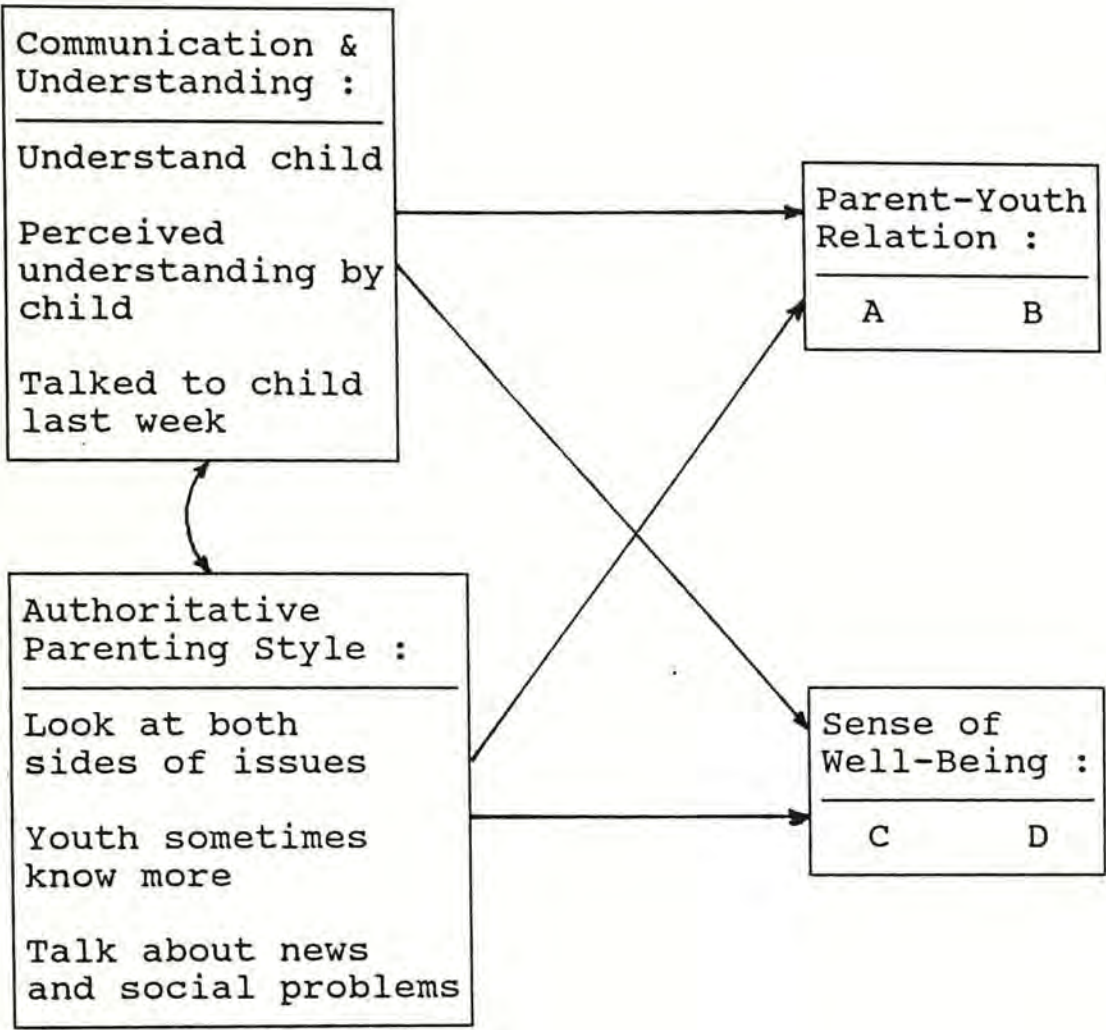 Communication &
Understanding :
Understand child
Perceived
understanding by
child
Talked to child
last week
Authoritative
Parenting Style :
Look at both
sides of issues
Youth sometimes
know more
Talk about news
and social problems
Parent-Youth
Relation :
A B
Sense of
Well-Being :
C D